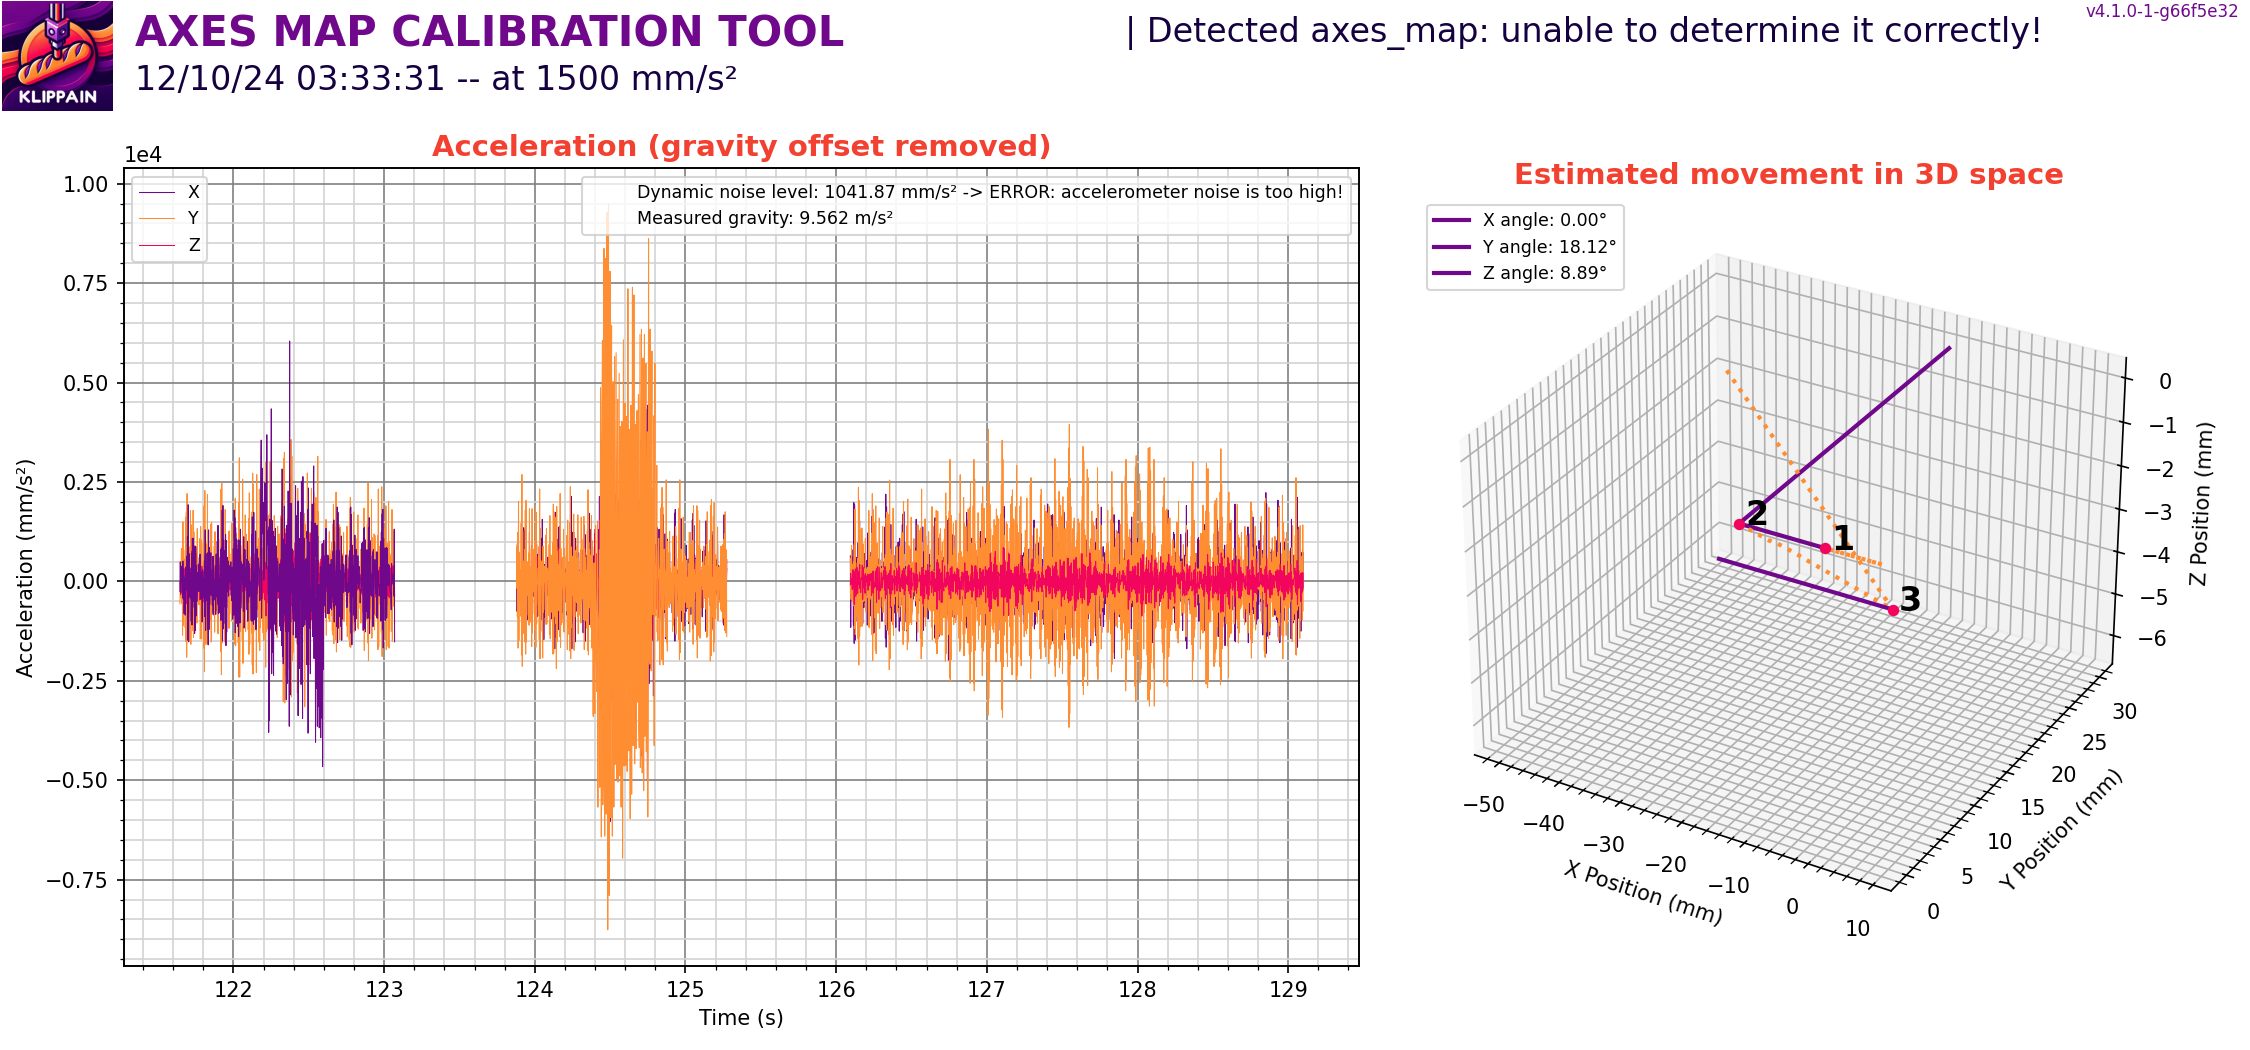 KLIPPAIN
AXES MAP CALIBRATION TOOL
| Detected axes_map: unable to determine it correctly!
v4.1.0-1-g66f5e32
12/10/24 03:33:31 -- at 1500 mm/s²
Acceleration (gravity offset removed)
1e4
X
Y
Z
Dynamic noise level: 1041.87 mm/s² -> ERROR: accelerometer noise is too high!
Measured gravity: 9.562 m/s²
1.00
0.75
0.50
0.25
0.00
−0.25
−0.50
−0.75
Acceleration (mm/s²)
122
123
124
125
126
127
128
129
Time (s)
Estimated movement in 3D space
X angle: 0.00°
Y angle: 18.12°
Z angle: 8.89°
2
1
3
0
−1
−2
−3
−4
−5
−6
Z Position (mm)
−50
−40
−30
−20
−10
0
10
X Position (mm)
0
5
10
15
20
25
30
Y Position (mm)